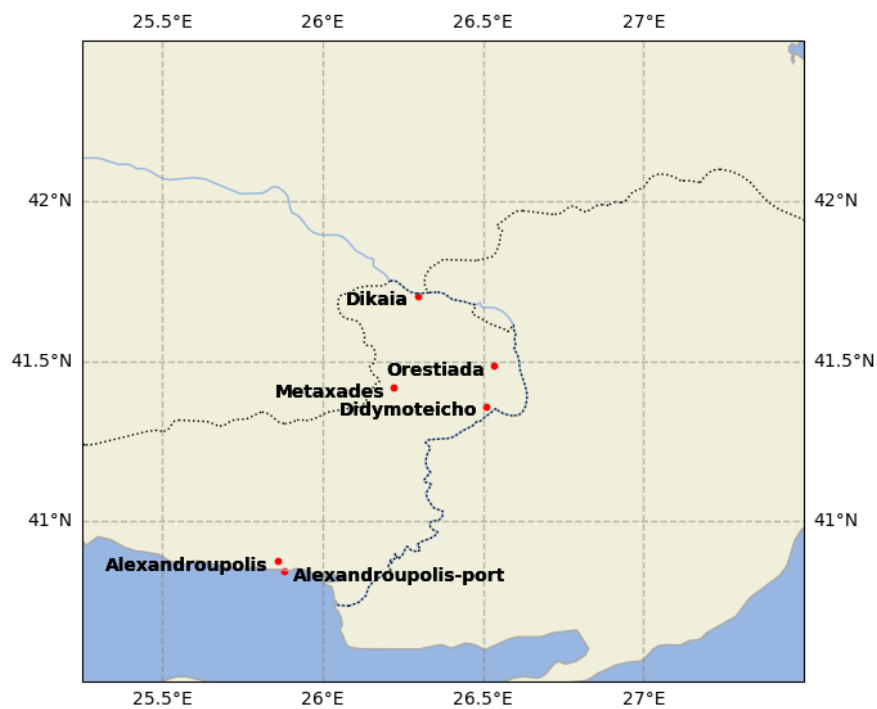 25.5°E 26°E 26.5°E 27°E
42°N 42°N
Dikaia
41.5°N 41.5°N
Orestiada
Metaxades
Didymoteicho
41°N 41°N
Alexandroupolis
Alexandroupolis-port
25.5°E 26°E 26.5°E 27°E